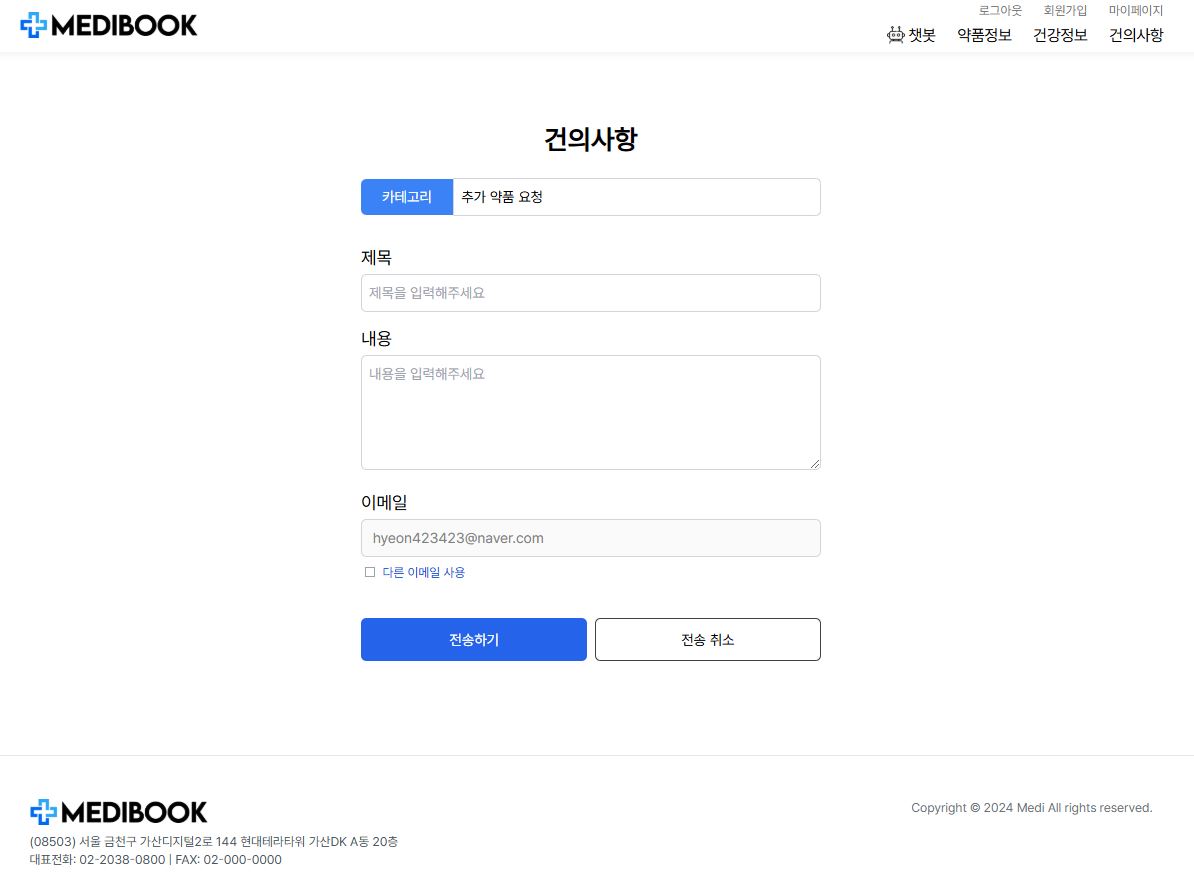 MEDIBOOK
로그아웃 회원가입 마이페이지
챗봇 약품정보 건강정보 건의사항
건의사항
카테고리 추가 약품 요청
제목
제목을 입력해주세요
내용
내용을 입력해주세요
이메일
hyeon423423@naver.com
다른 이메일 사용
전송하기 전송 취소
MEDIBOOK
Copyright © 2024 Medi All rights reserved.
(08503) 서울 금천구 가산디지털2로 144 현대테라타워 가산DK A동 20층
대표전화: 02-2038-0800 | FAX: 02-000-0000